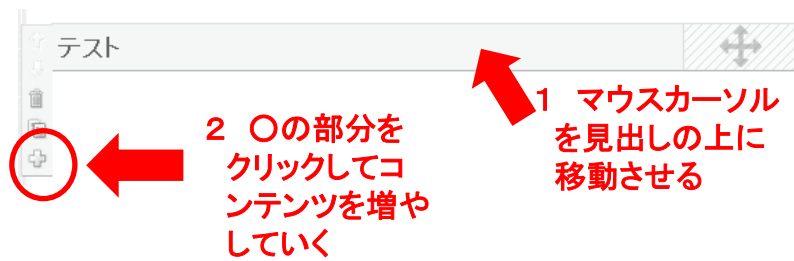 テスト
1　マウスカーソル
を見出しの上に
移動させる
2　〇の部分を
クリックしてコ
ンテンツを増や
していく